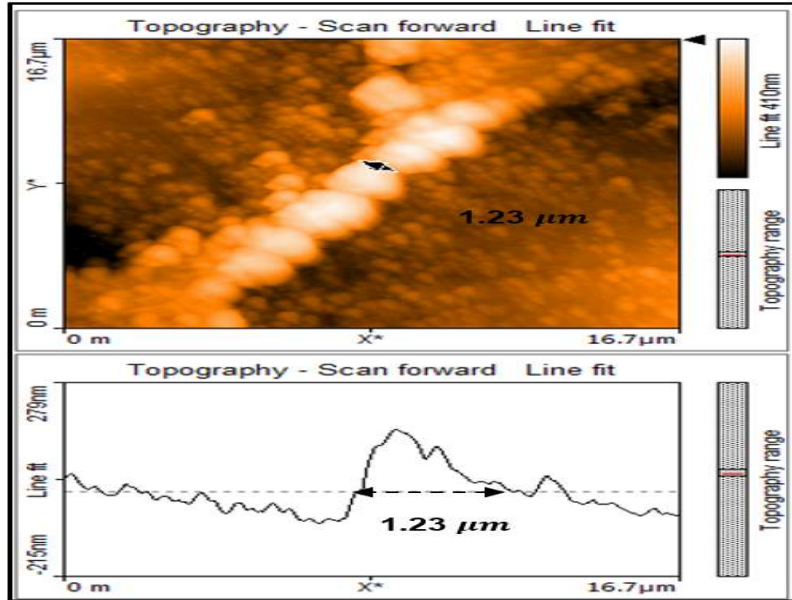 Topography - Scan forward Line fit
16.7µm
Y*
0 m
1.23 µm
0 m X* 16.7µm
Line fit 410nm
Topography range
Topography - Scan forward Line fit
279nm
Line fit
-215nm
1.23 µm
0 m X* 16.7µm
Topography range